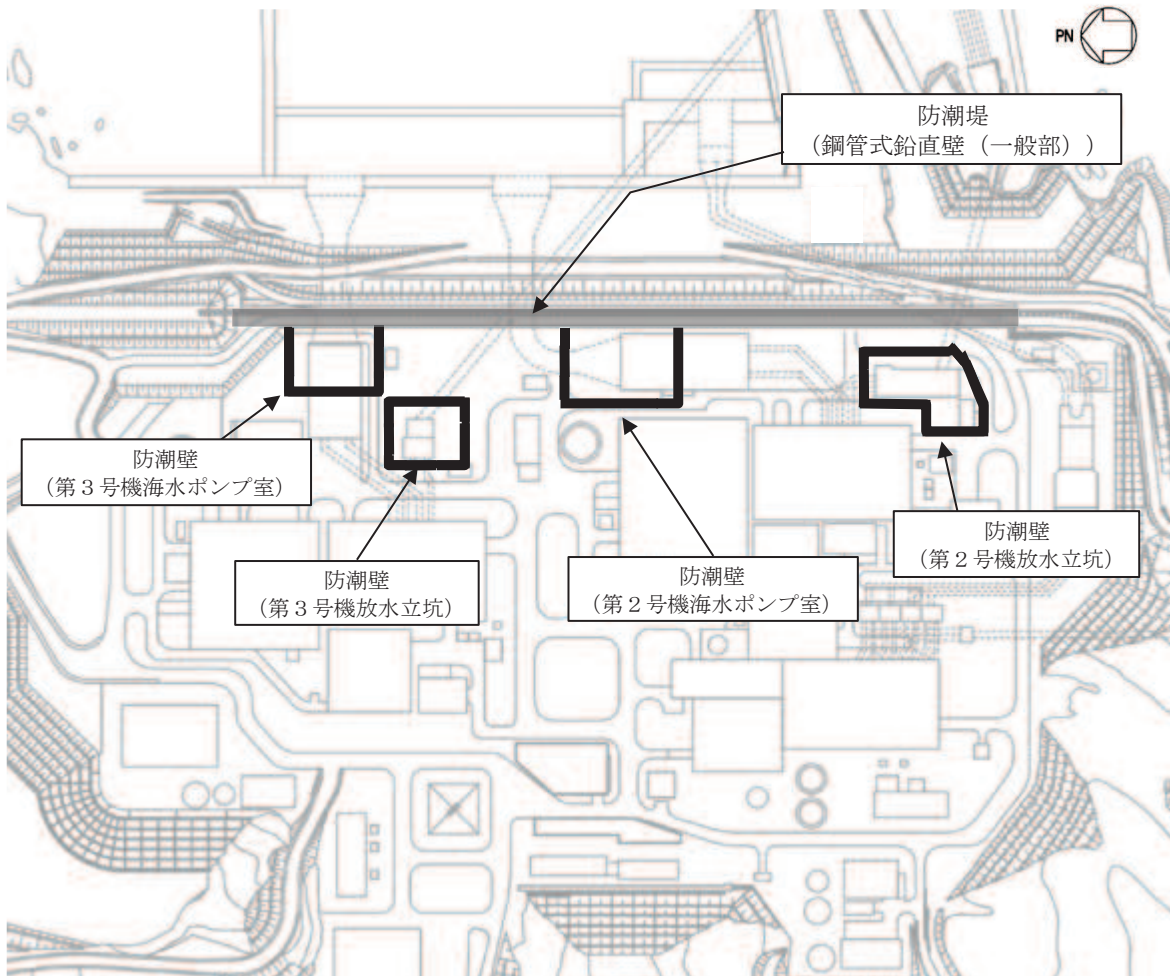 PN
防潮堤
(鋼管式鉛直壁（一般部）)
防潮壁
(第３号機海水ポンプ室)
防潮壁
(第３号機放水立坑)
防潮壁
(第２号機海水ポンプ室)
防潮壁
(第２号機放水立坑)